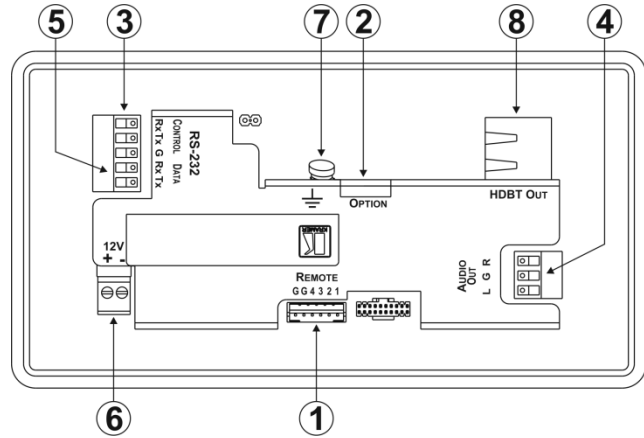 5 3 7 2 8 4
RxTx G RxTx
CONTROL DATA
RS-232
OPTION
HDBT OUT
12V
+ -
KRAMER
REMOTE
G G 4 3 2 1
AUDIO
OUT
L G R
6 1